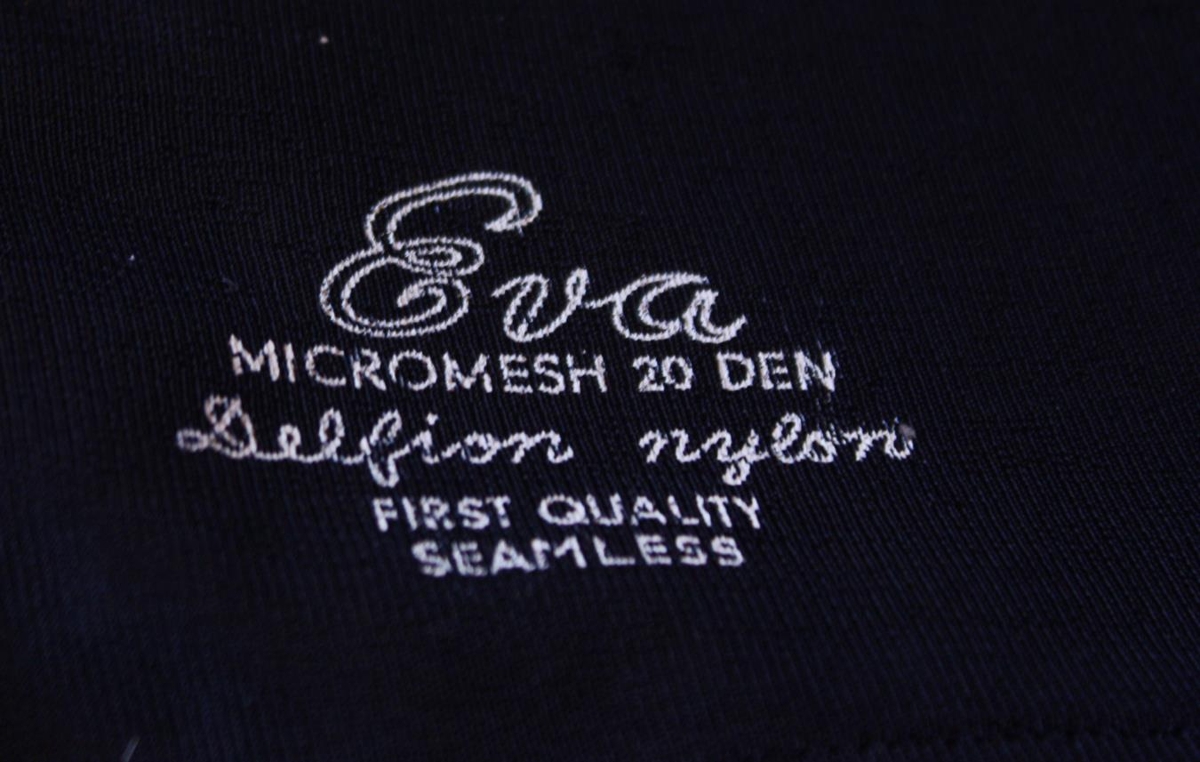 Eva
MICROMESH 20 DEN
Delfion nylon
FIRST QUALITY
SEAMLESS